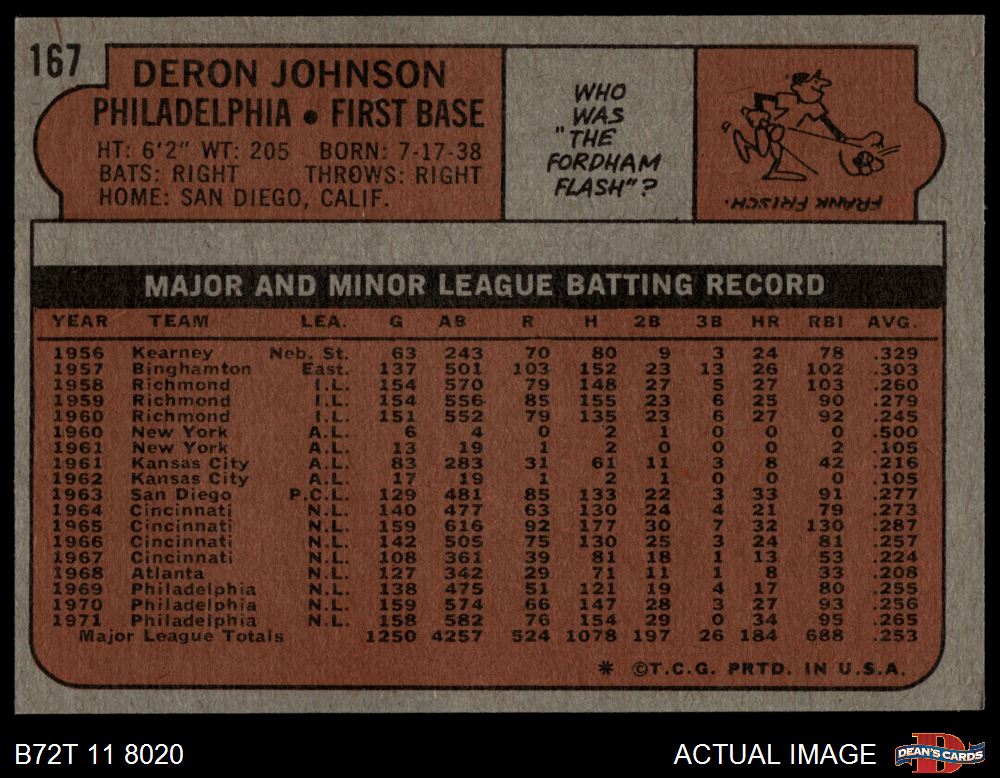 167
DERON JOHNSON
PHILADELPHIA • FIRST BASE
HT: 6'2" WT: 205 BORN: 7-17-38
BATS: RIGHT THROWS: RIGHT
HOME: SAN DIEGO, CALIF.
WHO
WAS
"THE
FORDHAM
FLASH"?
FRANK FRISCH.
MAJOR AND MINOR LEAGUE BATTING RECORD
YEAR TEAM LEA. G AB R H 2B 3B HR RBI AVG.
1956 Kearney Neb. St. 63 243 70 80 9 3 24 78 .329
1957 Binghamton East. 137 501 103 152 23 13 26 102 .303
1958 Richmond I.L. 154 570 79 148 27 5 27 103 .260
1959 Richmond I.L. 154 556 85 155 23 6 25 90 .279
1960 Richmond I.L. 151 552 79 135 23 6 27 92 .245
1960 New York A.L. 6 4 0 2 1 0 0 0 .500
1961 New York A.L. 13 19 1 2 0 0 0 2 .105
1961 Kansas City A.L. 83 283 31 61 11 3 8 42 .216
1962 Kansas City A.L. 17 19 1 2 1 0 0 0 .105
1963 San Diego P.C.L. 129 481 85 133 22 3 33 91 .277
1964 Cincinnati N.L. 140 477 63 130 24 4 21 79 .273
1965 Cincinnati N.L. 159 616 92 177 30 7 32 130 .287
1966 Cincinnati N.L. 142 505 75 130 25 3 24 81 .257
1967 Cincinnati N.L. 108 361 39 81 18 1 13 53 .224
1968 Atlanta N.L. 127 342 29 71 11 1 8 33 .208
1969 Philadelphia N.L. 138 475 51 121 19 4 17 80 .255
1970 Philadelphia N.L. 159 574 66 147 28 3 27 93 .256
1971 Philadelphia N.L. 158 582 76 154 29 0 34 95 .265
Major League Totals 1250 4257 524 1078 197 26 184 688 .253
* ©T.C.G. PRTD. IN U.S.A.
B72T 11 8020 ACTUAL IMAGE DEAN'S CARDS